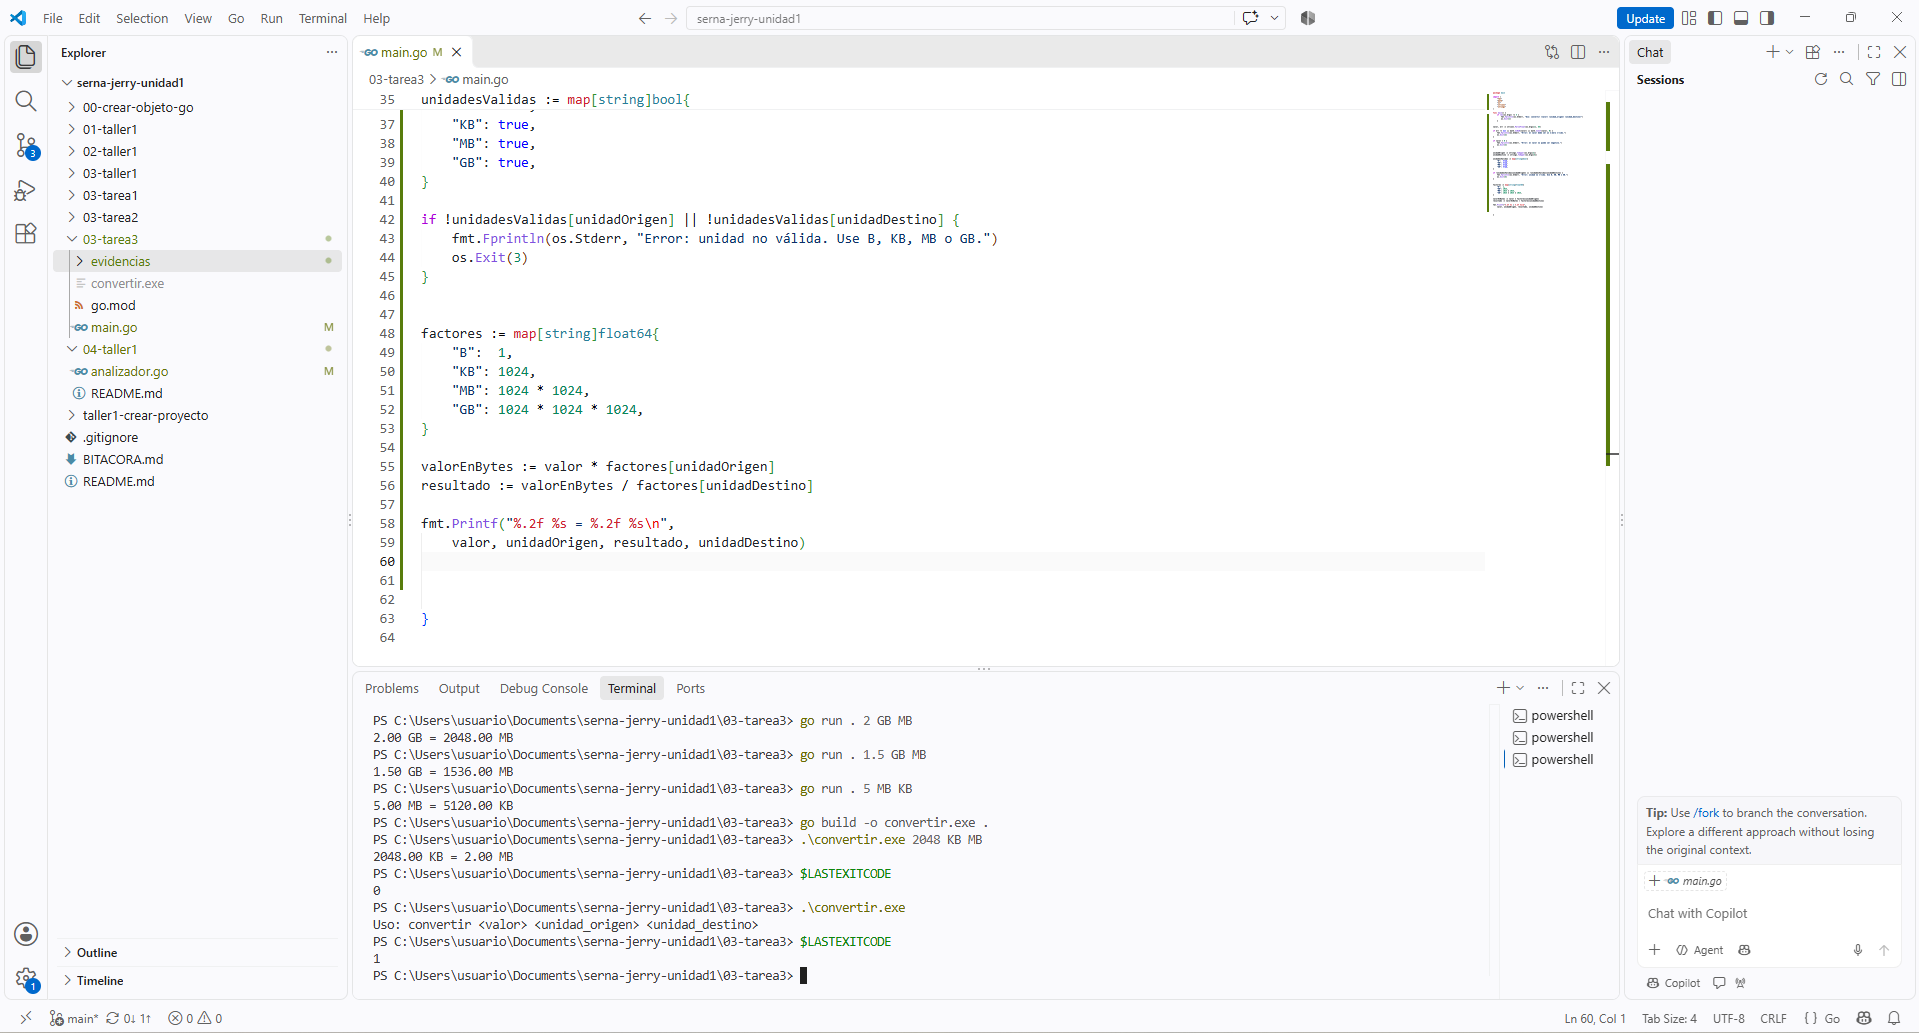 File Edit Selection View Go Run Terminal Help
serna-jerry-unidad1
Update
Explorer
serna-jerry-unidad1
00-crear-objeto-go
01-taller1
02-taller1
03-taller1
03-tarea1
03-tarea2
03-tarea3
evidencias
convertir.exe
go.mod
main.go M
04-taller1
analizador.go M
README.md
taller1-crear-proyecto
.gitignore
BITACORA.md
README.md
Outline
Timeline
3
1
main.go M
03-tarea3 > main.go
35 unidadesValidas := map[string]bool{
37 "KB": true,
38 "MB": true,
39 "GB": true,
40 }
41
42 if !unidadesValidas[unidadOrigen] || !unidadesValidas[unidadDestino] {
43 fmt.Fprintln(os.Stderr, "Error: unidad no válida. Use B, KB, MB o GB.")
44 os.Exit(3)
45 }
46
47
48 factores := map[string]float64{
49 "B": 1,
50 "KB": 1024,
51 "MB": 1024 * 1024,
52 "GB": 1024 * 1024 * 1024,
53 }
54
55 valorEnBytes := valor * factores[unidadOrigen]
56 resultado := valorEnBytes / factores[unidadDestino]
57
58 fmt.Printf("%.2f %s = %.2f %s\n",
59 valor, unidadOrigen, resultado, unidadDestino)
60
61
62
63 }
64
Problems Output Debug Console Terminal Ports
PS C:\Users\usuario\Documents\serna-jerry-unidad1\03-tarea3> go run . 2 GB MB
2.00 GB = 2048.00 MB
PS C:\Users\usuario\Documents\serna-jerry-unidad1\03-tarea3> go run . 1.5 GB MB
1.50 GB = 1536.00 MB
PS C:\Users\usuario\Documents\serna-jerry-unidad1\03-tarea3> go run . 5 MB KB
5.00 MB = 5120.00 KB
PS C:\Users\usuario\Documents\serna-jerry-unidad1\03-tarea3> go build -o convertir.exe .
PS C:\Users\usuario\Documents\serna-jerry-unidad1\03-tarea3> .\convertir.exe 2048 KB MB
2048.00 KB = 2.00 MB
PS C:\Users\usuario\Documents\serna-jerry-unidad1\03-tarea3> $LASTEXITCODE
0
PS C:\Users\usuario\Documents\serna-jerry-unidad1\03-tarea3> .\convertir.exe
Uso: convertir <valor> <unidad_origen> <unidad_destino>
PS C:\Users\usuario\Documents\serna-jerry-unidad1\03-tarea3> $LASTEXITCODE
1
PS C:\Users\usuario\Documents\serna-jerry-unidad1\03-tarea3>
powershell
powershell
powershell
Chat
Sessions
Tip: Use /fork to branch the conversation.
Explore a different approach without losing
the original context.
main.go
Chat with Copilot
Agent
Copilot
main* 0↓ 1↑ 0 0
Ln 60, Col 1 Tab Size: 4 UTF-8 CRLF { } Go